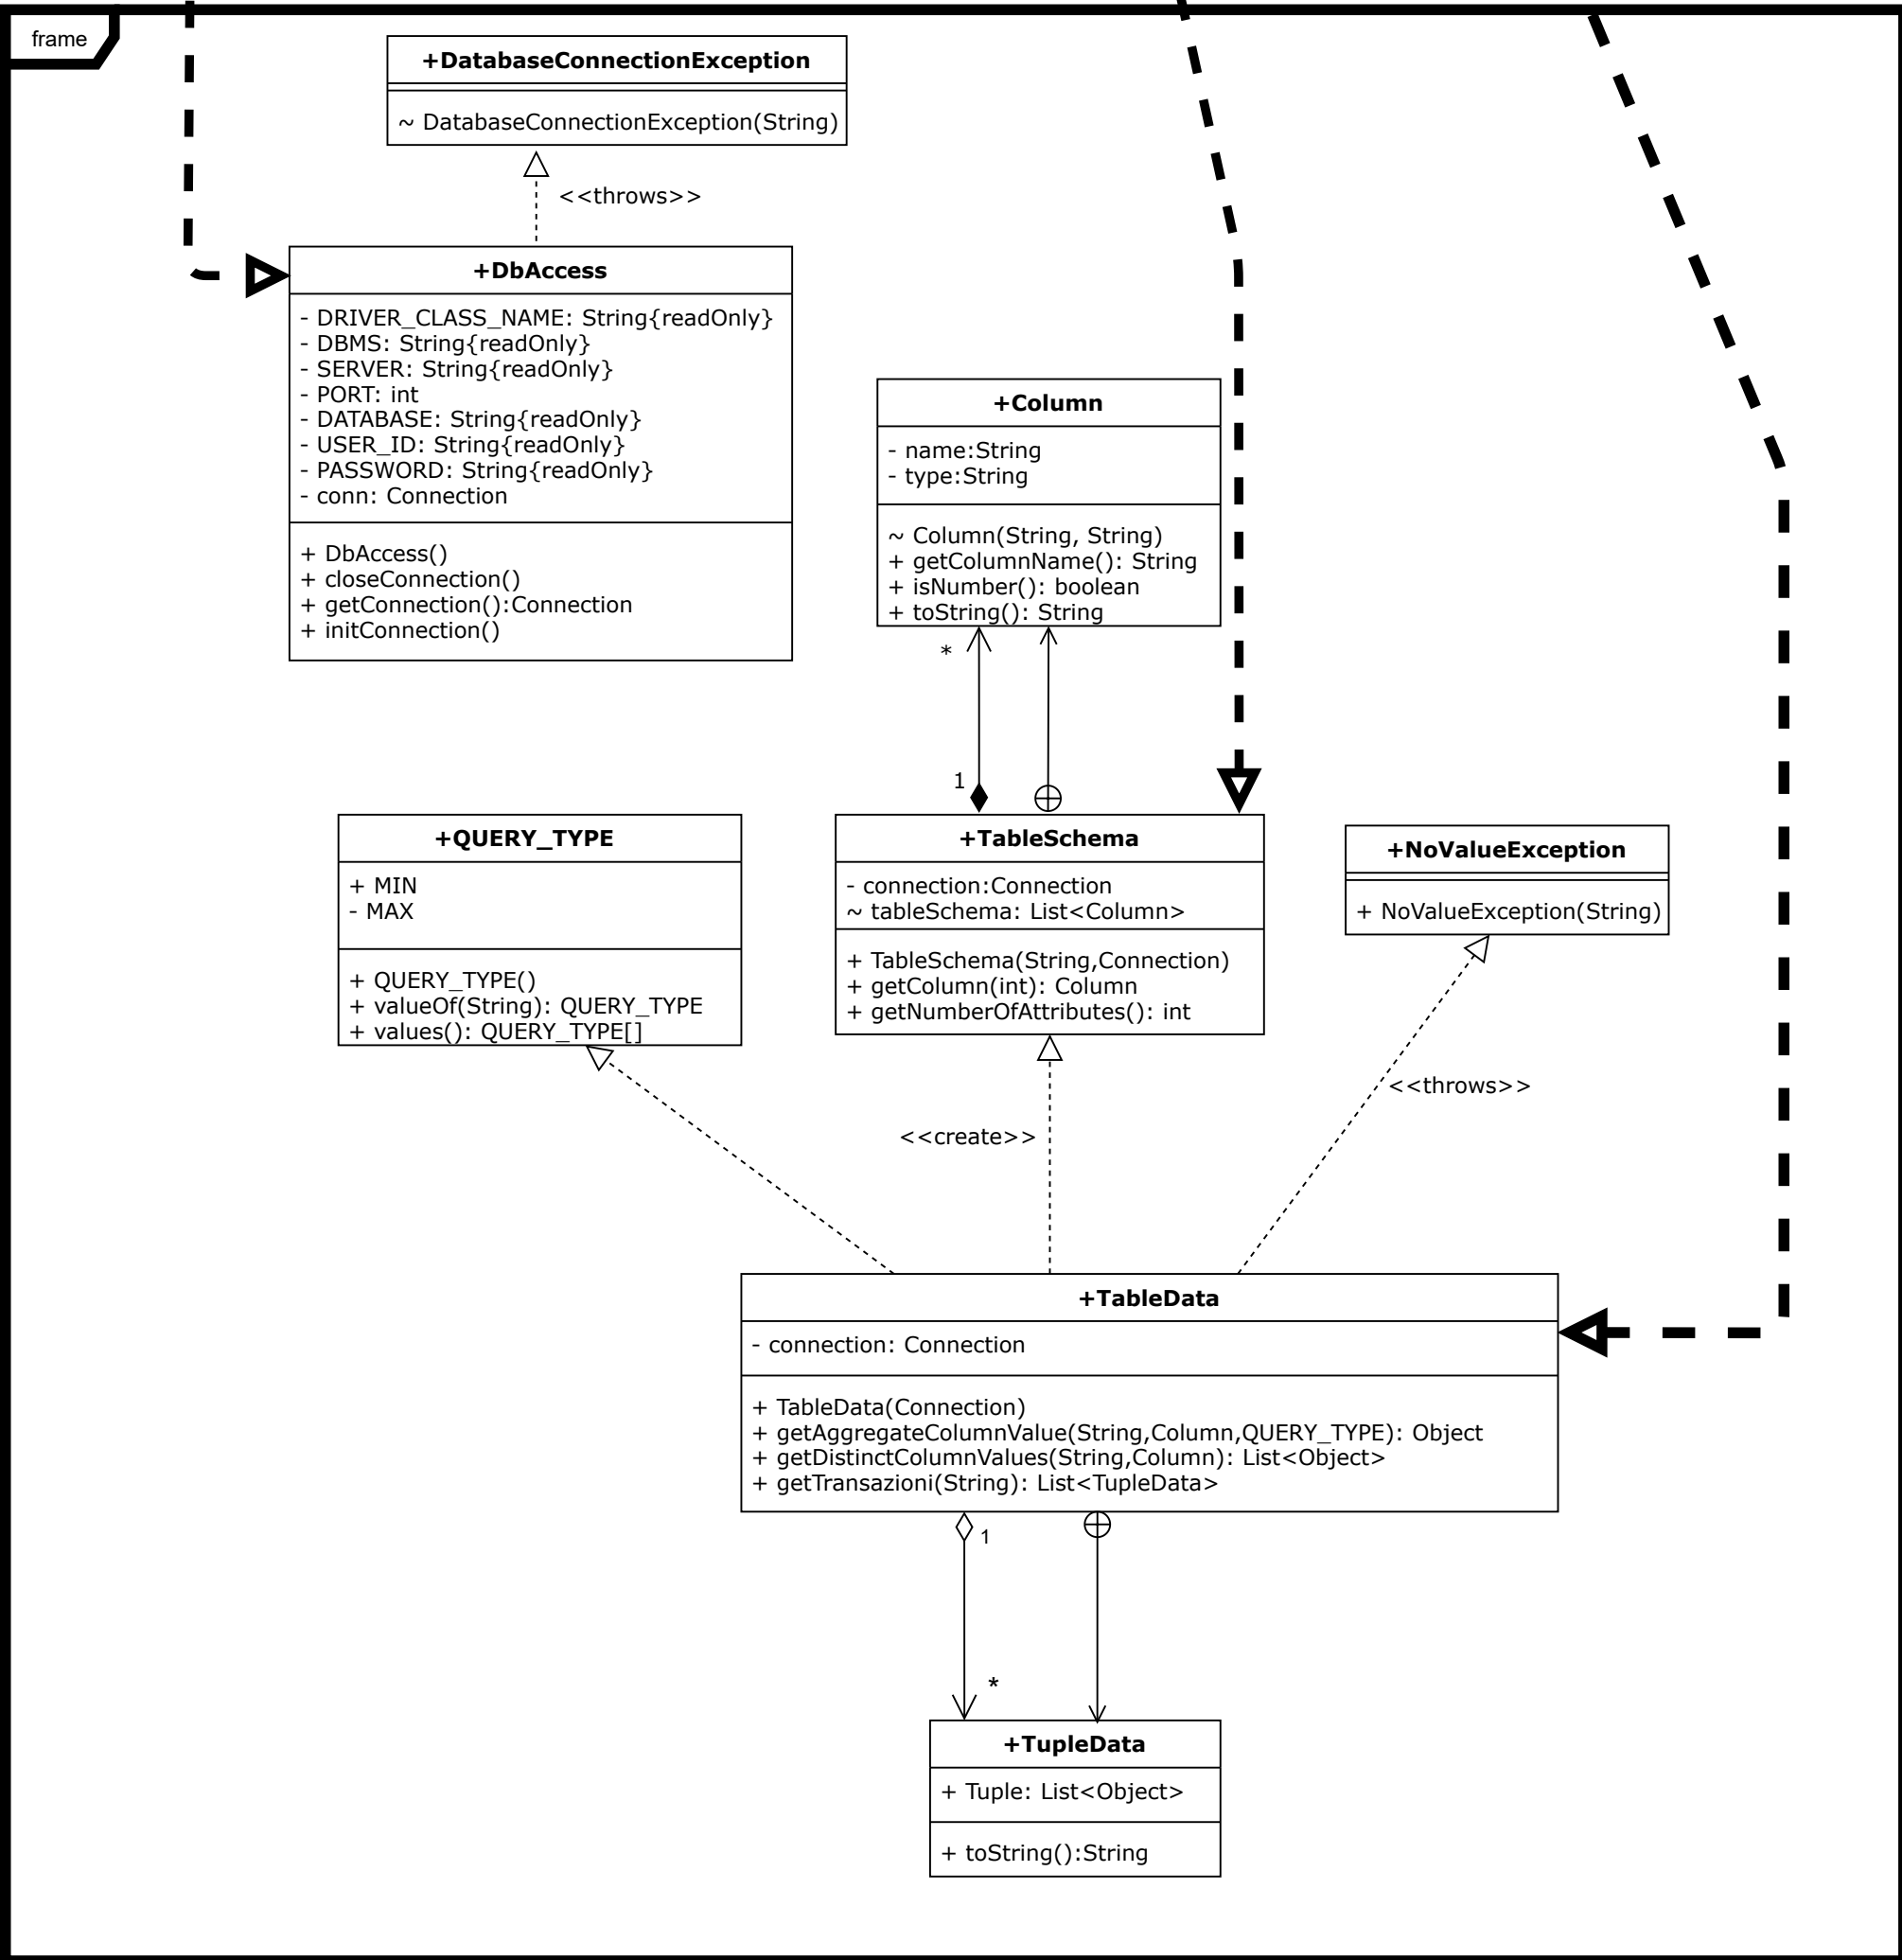 frame
+DatabaseConnectionException
~ DatabaseConnectionException(String)
<<throws>>
+DbAccess
- DRIVER_CLASS_NAME: String{readOnly}
- DBMS: String{readOnly}
- SERVER: String{readOnly}
- PORT: int
- DATABASE: String{readOnly}
- USER_ID: String{readOnly}
- PASSWORD: String{readOnly}
- conn: Connection
+ DbAccess()
+ closeConnection()
+ getConnection():Connection
+ initConnection()
+Column
- name:String
- type:String
~ Column(String, String)
+ getColumnName(): String
+ isNumber(): boolean
+ toString(): String
*
1
+QUERY_TYPE
+ MIN
- MAX
+ QUERY_TYPE()
+ valueOf(String): QUERY_TYPE
+ values(): QUERY_TYPE[]
+TableSchema
- connection:Connection
~ tableSchema: List<Column>
+ TableSchema(String,Connection)
+ getColumn(int): Column
+ getNumberOfAttributes(): int
+NoValueException
+ NoValueException(String)
<<throws>>
<<create>>
+TableData
- connection: Connection
+ TableData(Connection)
+ getAggregateColumnValue(String,Column,QUERY_TYPE): Object
+ getDistinctColumnValues(String,Column): List<Object>
+ getTransazioni(String): List<TupleData>
1
*
+TupleData
+ Tuple: List<Object>
+ toString():String